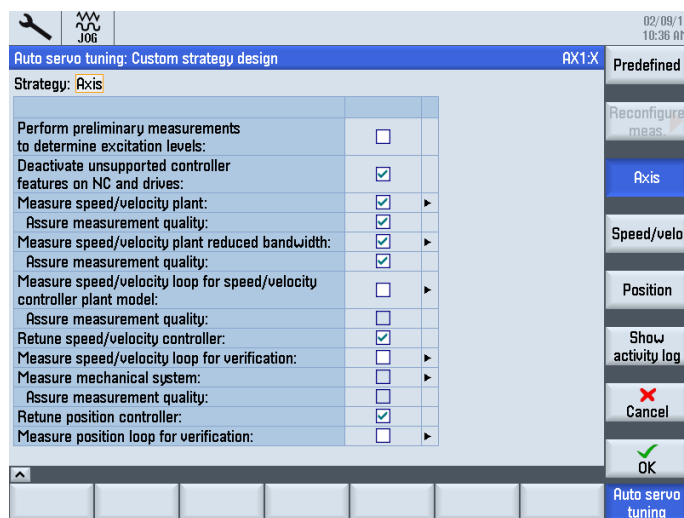 JOG
02/09/1
10:36 AM
Auto servo tuning: Custom strategy design AX1:X
Strategy: Axis
Perform preliminary measurements
to determine excitation levels:
Deactivate unsupported controller
features on NC and drives:
Measure speed/velocity plant:
Assure measurement quality:
Measure speed/velocity plant reduced bandwidth:
Assure measurement quality:
Measure speed/velocity loop for speed/velocity
controller plant model:
Assure measurement quality:
Retune speed/velocity controller:
Measure speed/velocity loop for verification:
Measure mechanical system:
Assure measurement quality:
Retune position controller:
Measure position loop for verification:
Predefined
Reconfigure
meas.
Axis
Speed/velo
Position
Show
activity log
Cancel
OK
Auto servo
tuning